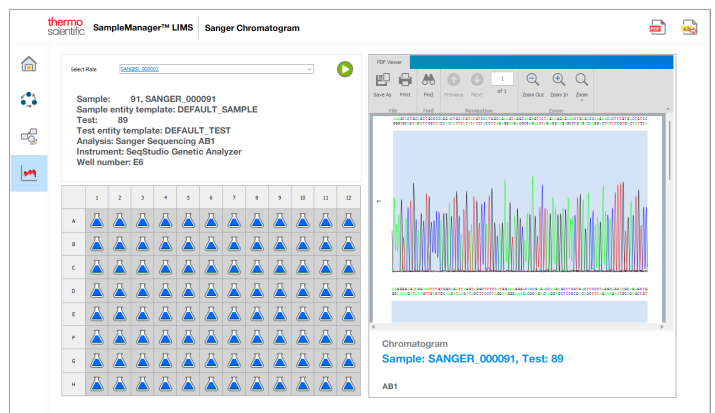 thermo
scientific
SampleManager™ LIMS
Sanger Chromatogram
PDF
Select Plate
SANGER_000002
Sample: 91, SANGER_000091
Sample entity template: DEFAULT_SAMPLE
Test: 89
Test entity template: DEFAULT_TEST
Analysis: Sanger Sequencing AB1
Instrument: SeqStudio Genetic Analyzer
Well number: E6
1 2 3 4 5 6 7 8 9 10 11 12
A
B
C
D
E
F
G
H
PDF Viewer
1
Save As Print Find Previous Next of 1 Zoom Out Zoom In Zoom
File Find Navigation Zoom
Chromatogram
Sample: SANGER_000091, Test: 89
AB1